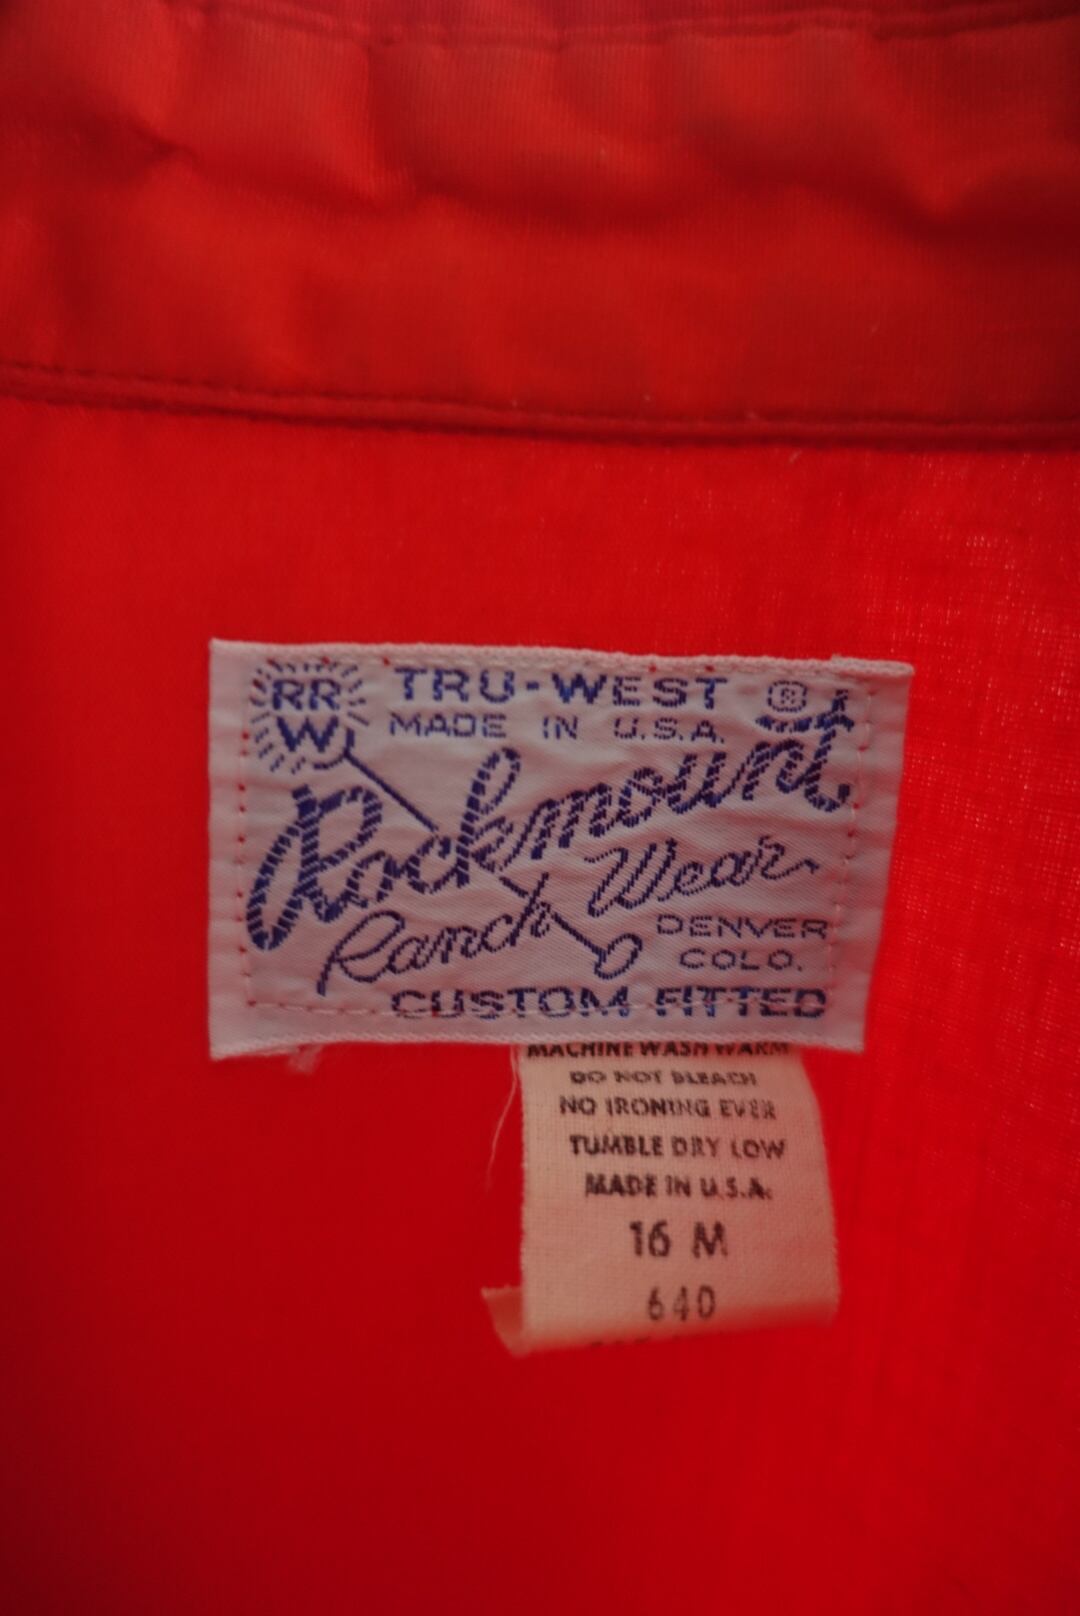 RR
W
TRU-WEST ®
MADE IN U.S.A.
Rockmount
Ranch Wear
DENVER
COLO.
CUSTOM FITTED
MACHINE WASH WARM
DO NOT BLEACH
NO IRONING EVER
TUMBLE DRY LOW
MADE IN U.S.A.
16 M
640